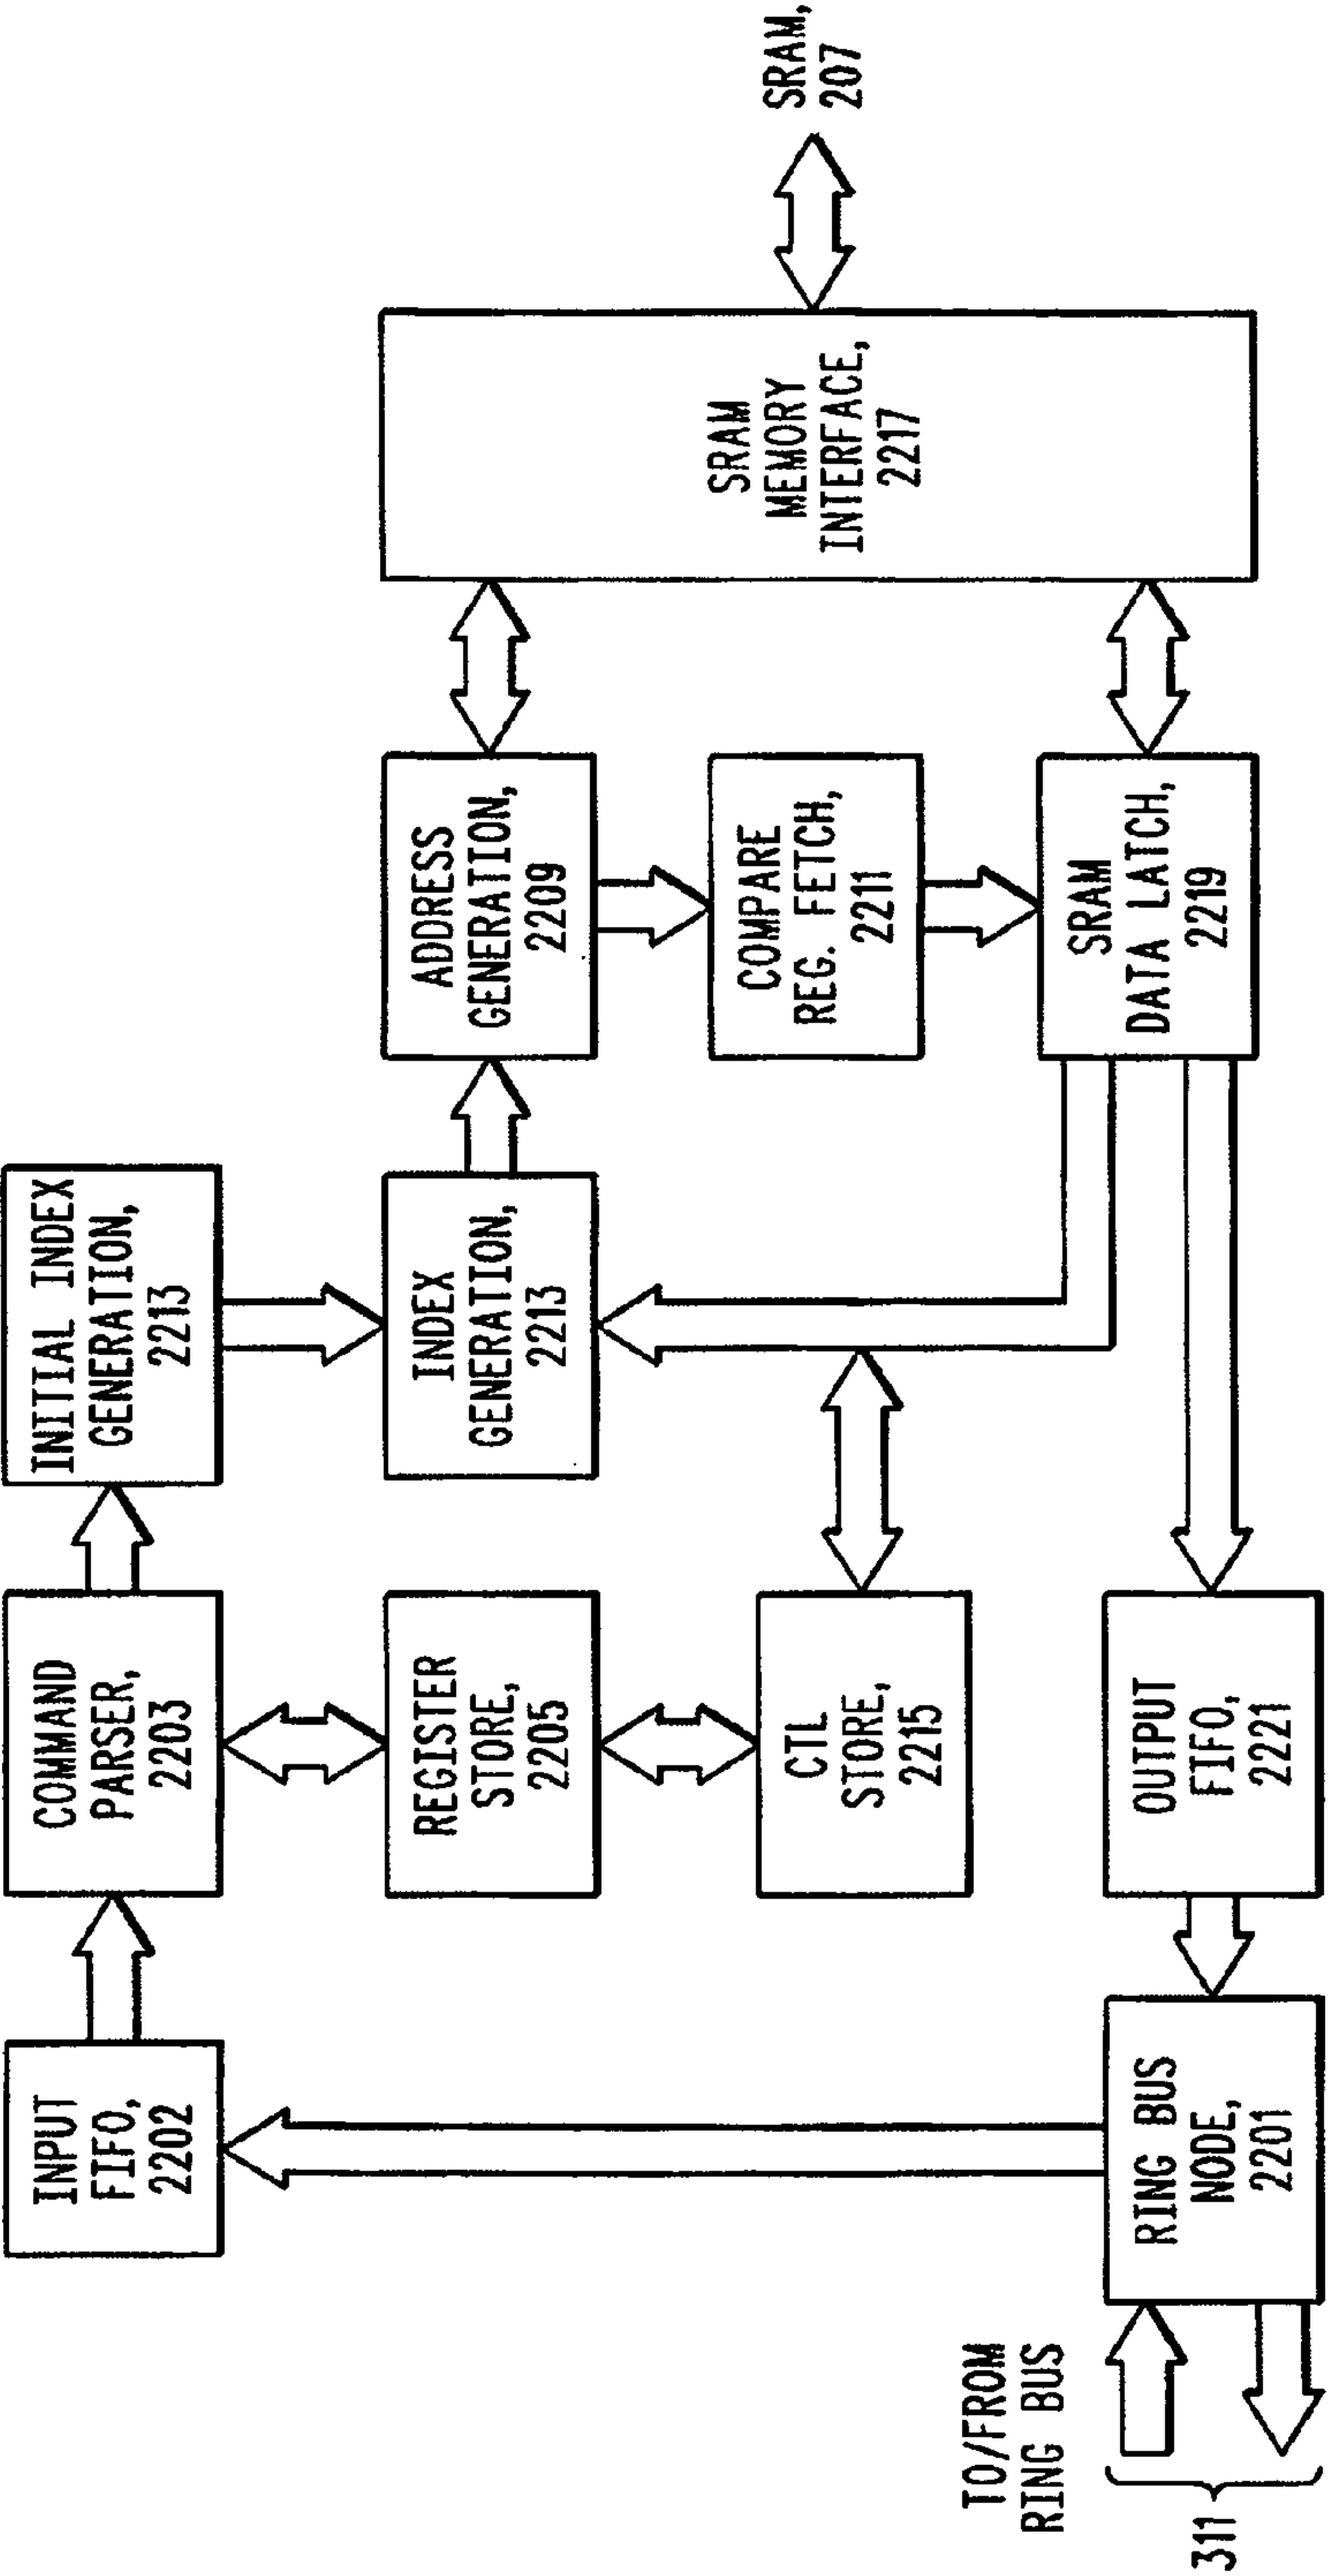 INPUT
FIFO,
2202
COMMAND
PARSER,
2203
INITIAL INDEX
GENERATION,
2213
REGISTER
STORE,
2205
INDEX
GENERATION,
2213
ADDRESS
GENERATION,
2209
COMPARE
REG. FETCH,
2211
SRAM
MEMORY
INTERFACE,
2217
SRAM,
207
CTL
STORE,
2215
TO/FROM
RING BUS
311
RING BUS
NODE,
2201
OUTPUT
FIFO,
2221
SRAM
DATA LATCH,
2219